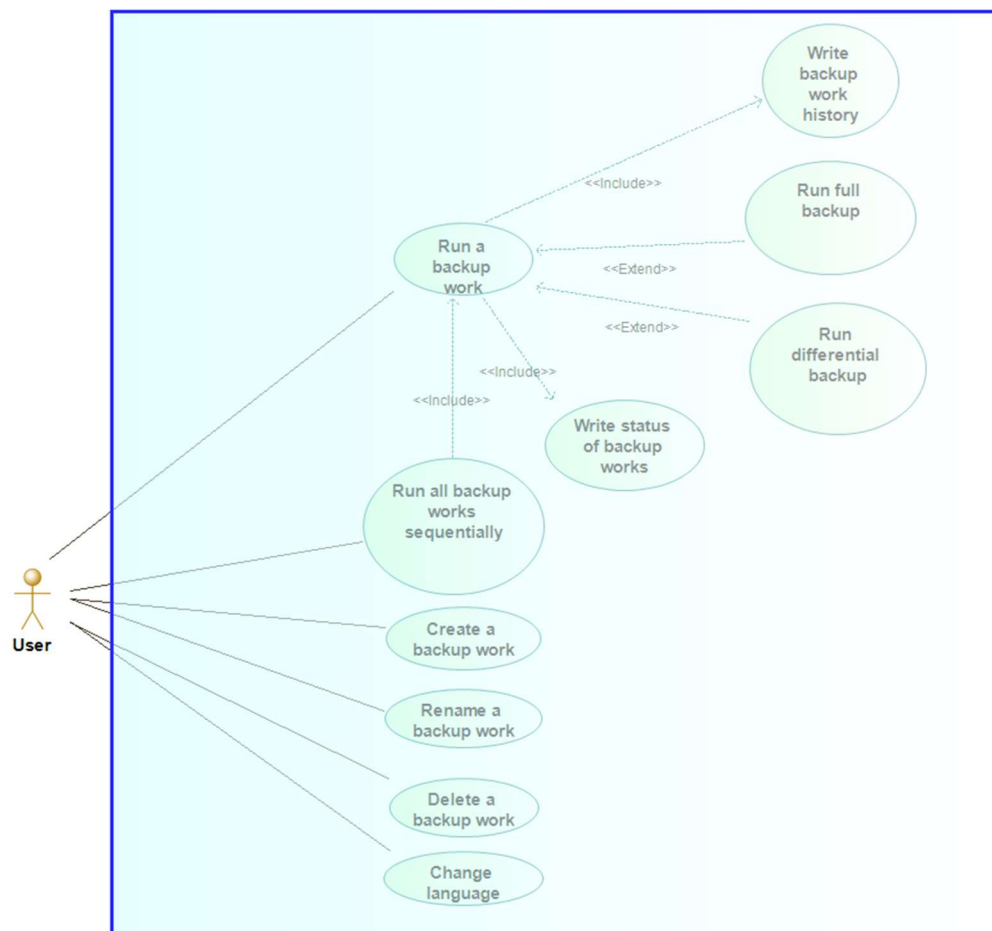 Write
backup
work
history
<<Include>>
Run full
backup
Run a
backup
work
<<Extend>>
<<Extend>>
Run
differential
backup
<<Include>>
<<Include>>
Write status
of backup
works
Run all backup
works
sequentially
User
Create a
backup work
Rename a
backup work
Delete a
backup work
Change
language